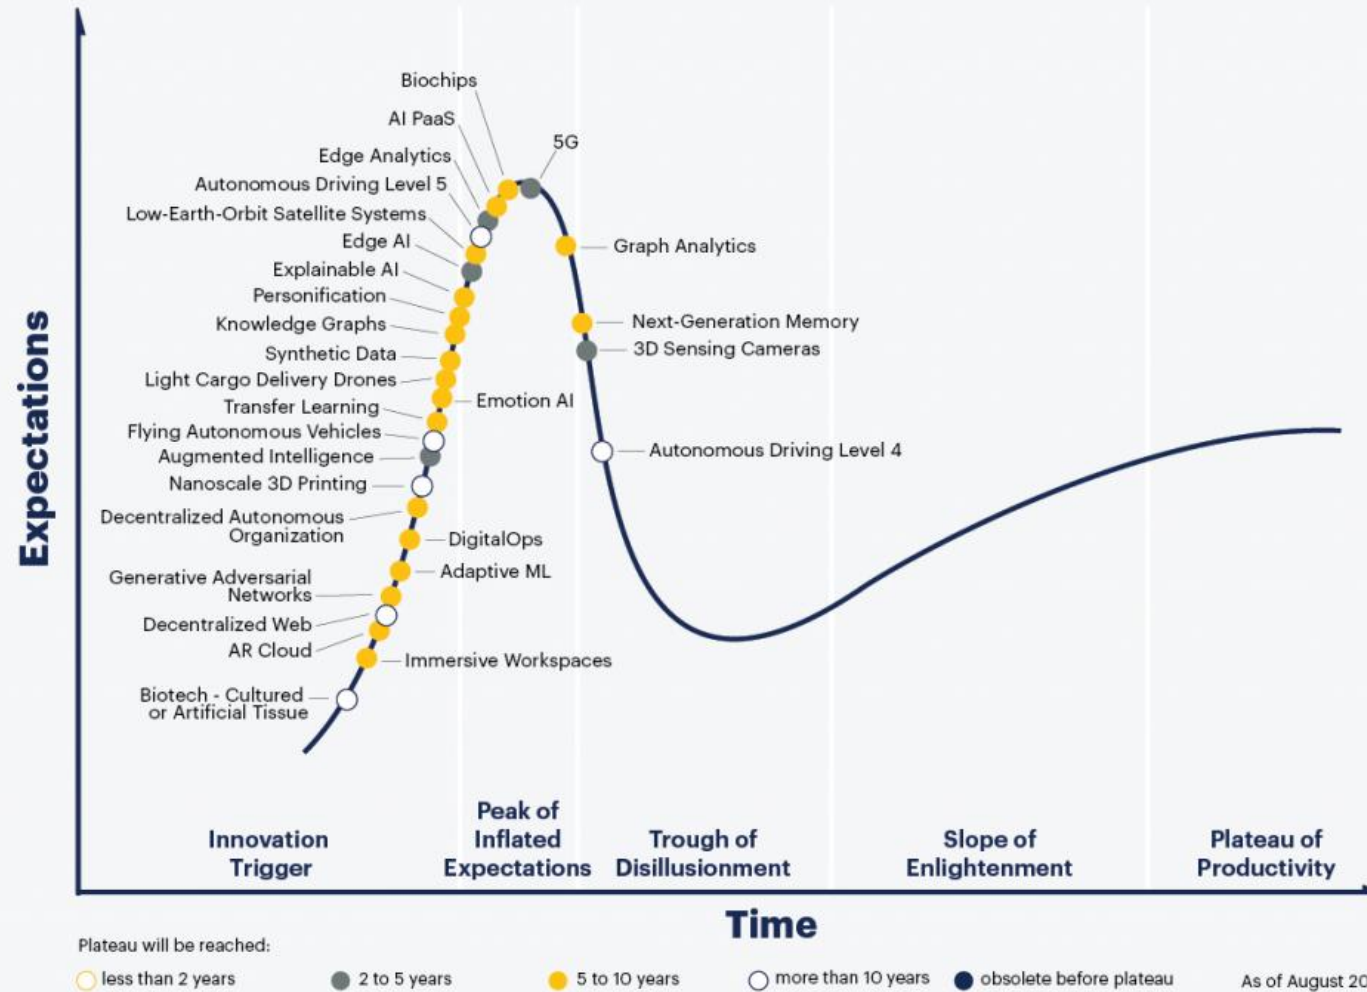 Biochips
AI PaaS
5G
Edge Analytics
Autonomous Driving Level 5
Low-Earth-Orbit Satellite Systems
Edge AI
Graph Analytics
Explainable AI
Personification
Knowledge Graphs
Next-Generation Memory
3D Sensing Cameras
Synthetic Data
Light Cargo Delivery Drones
Emotion AI
Transfer Learning
Flying Autonomous Vehicles
Autonomous Driving Level 4
Augmented Intelligence
Nanoscale 3D Printing
Decentralized Autonomous
Organization
DigitalOps
Adaptive ML
Generative Adversarial
Networks
Decentralized Web
AR Cloud
Immersive Workspaces
Biotech - Cultured
or Artificial Tissue
Expectations
Innovation
Trigger
Peak of
Inflated
Expectations
Trough of
Disillusionment
Slope of
Enlightenment
Plateau of
Productivity
Time
Plateau will be reached:
less than 2 years
2 to 5 years
5 to 10 years
more than 10 years
obsolete before plateau
As of August